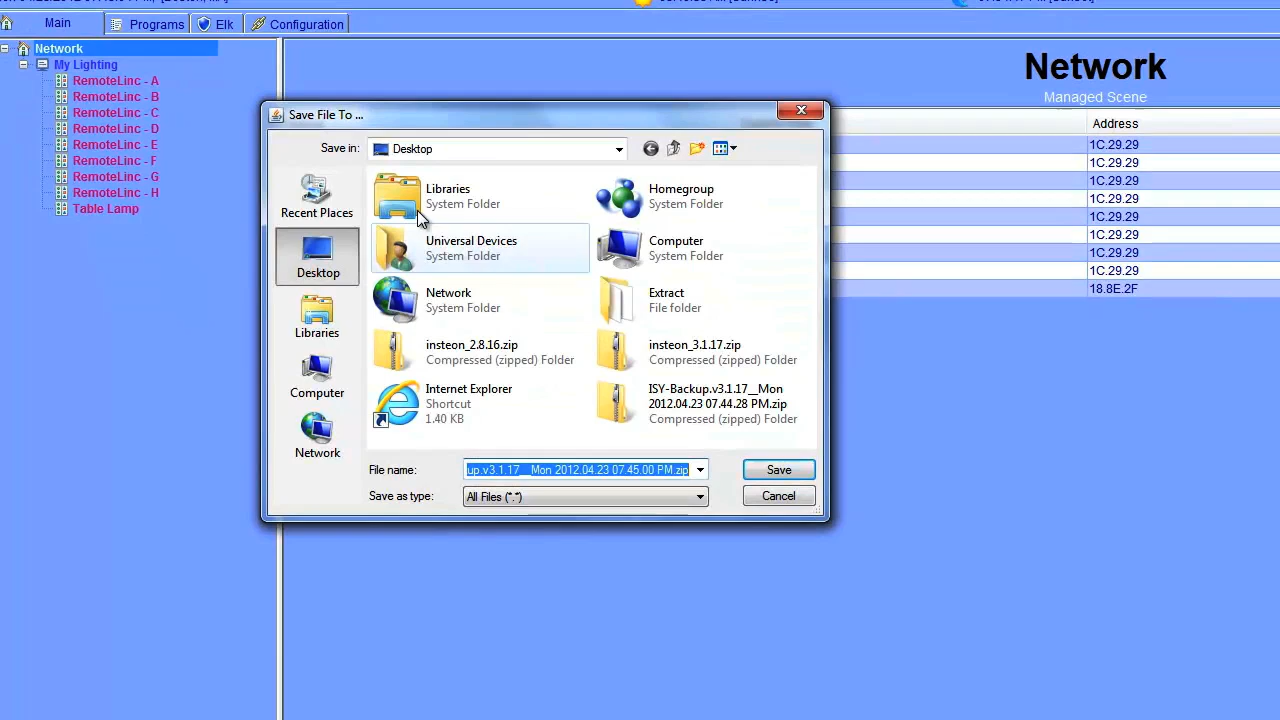 Main
Programs
Elk
Configuration
Network
My Lighting
RemoteLinc - A
RemoteLinc - B
RemoteLinc - C
RemoteLinc - D
RemoteLinc - E
RemoteLinc - F
RemoteLinc - G
RemoteLinc - H
Table Lamp
Network
Managed Scene
Address
1C.29.29
1C.29.29
1C.29.29
1C.29.29
1C.29.29
1C.29.29
1C.29.29
1C.29.29
18.8E.2F
Save File To ...
Save in:
Desktop
Recent Places
Desktop
Libraries
Computer
Network
Libraries
System Folder
Homegroup
System Folder
Universal Devices
System Folder
Computer
System Folder
Network
System Folder
Extract
File folder
insteon_2.8.16.zip
Compressed (zipped) Folder
insteon_3.1.17.zip
Compressed (zipped) Folder
Internet Explorer
Shortcut
1.40 KB
ISY-Backup.v3.1.17__Mon
2012.04.23 07.44.28 PM.zip
Compressed (zipped) Folder
File name:
up.v3.1.17__Mon 2012.04.23 07.45.00 PM.zip
Save
Save as type:
All Files (*.*)
Cancel